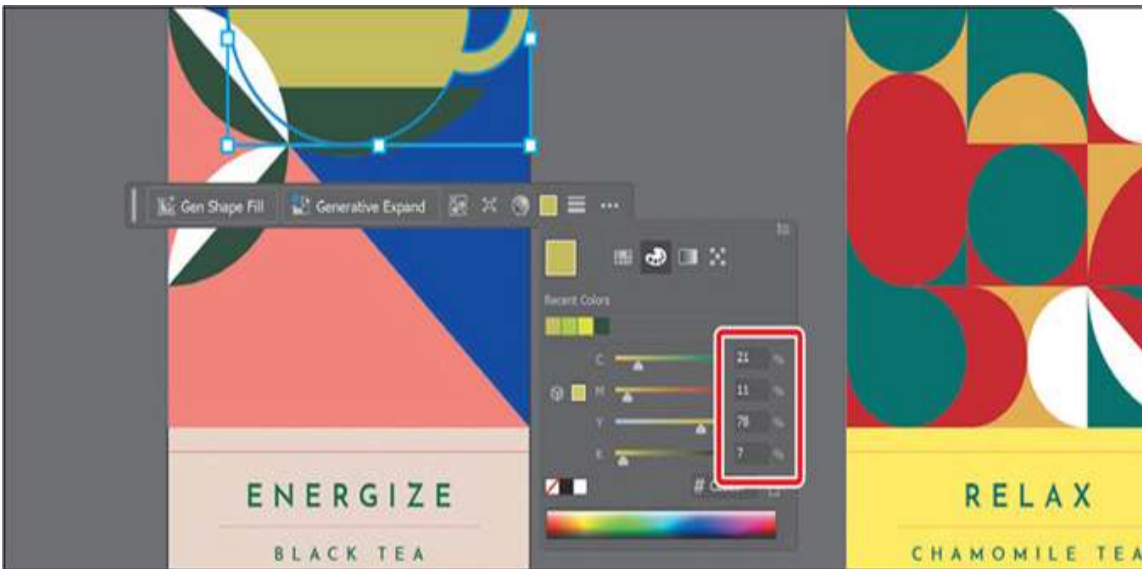 Gen Shape Fill
Generative Expand
Recent Colors
C 21 %
M 11 %
Y 78 %
K 7 %
#
ENERGIZE
BLACK TEA
RELAX
CHAMOMILE TEA